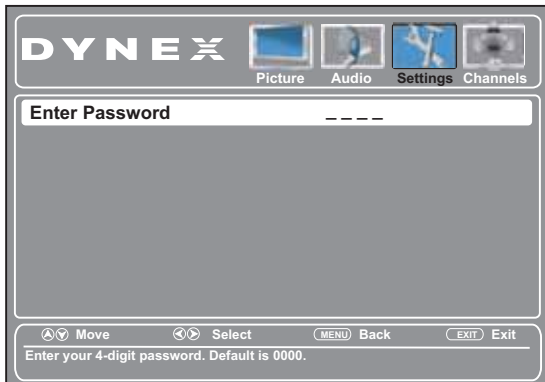 DYNEX
Picture Audio Settings Channels
Enter Password _ _ _ _
Move Select MENU Back EXIT Exit
Enter your 4-digit password. Default is 0000.